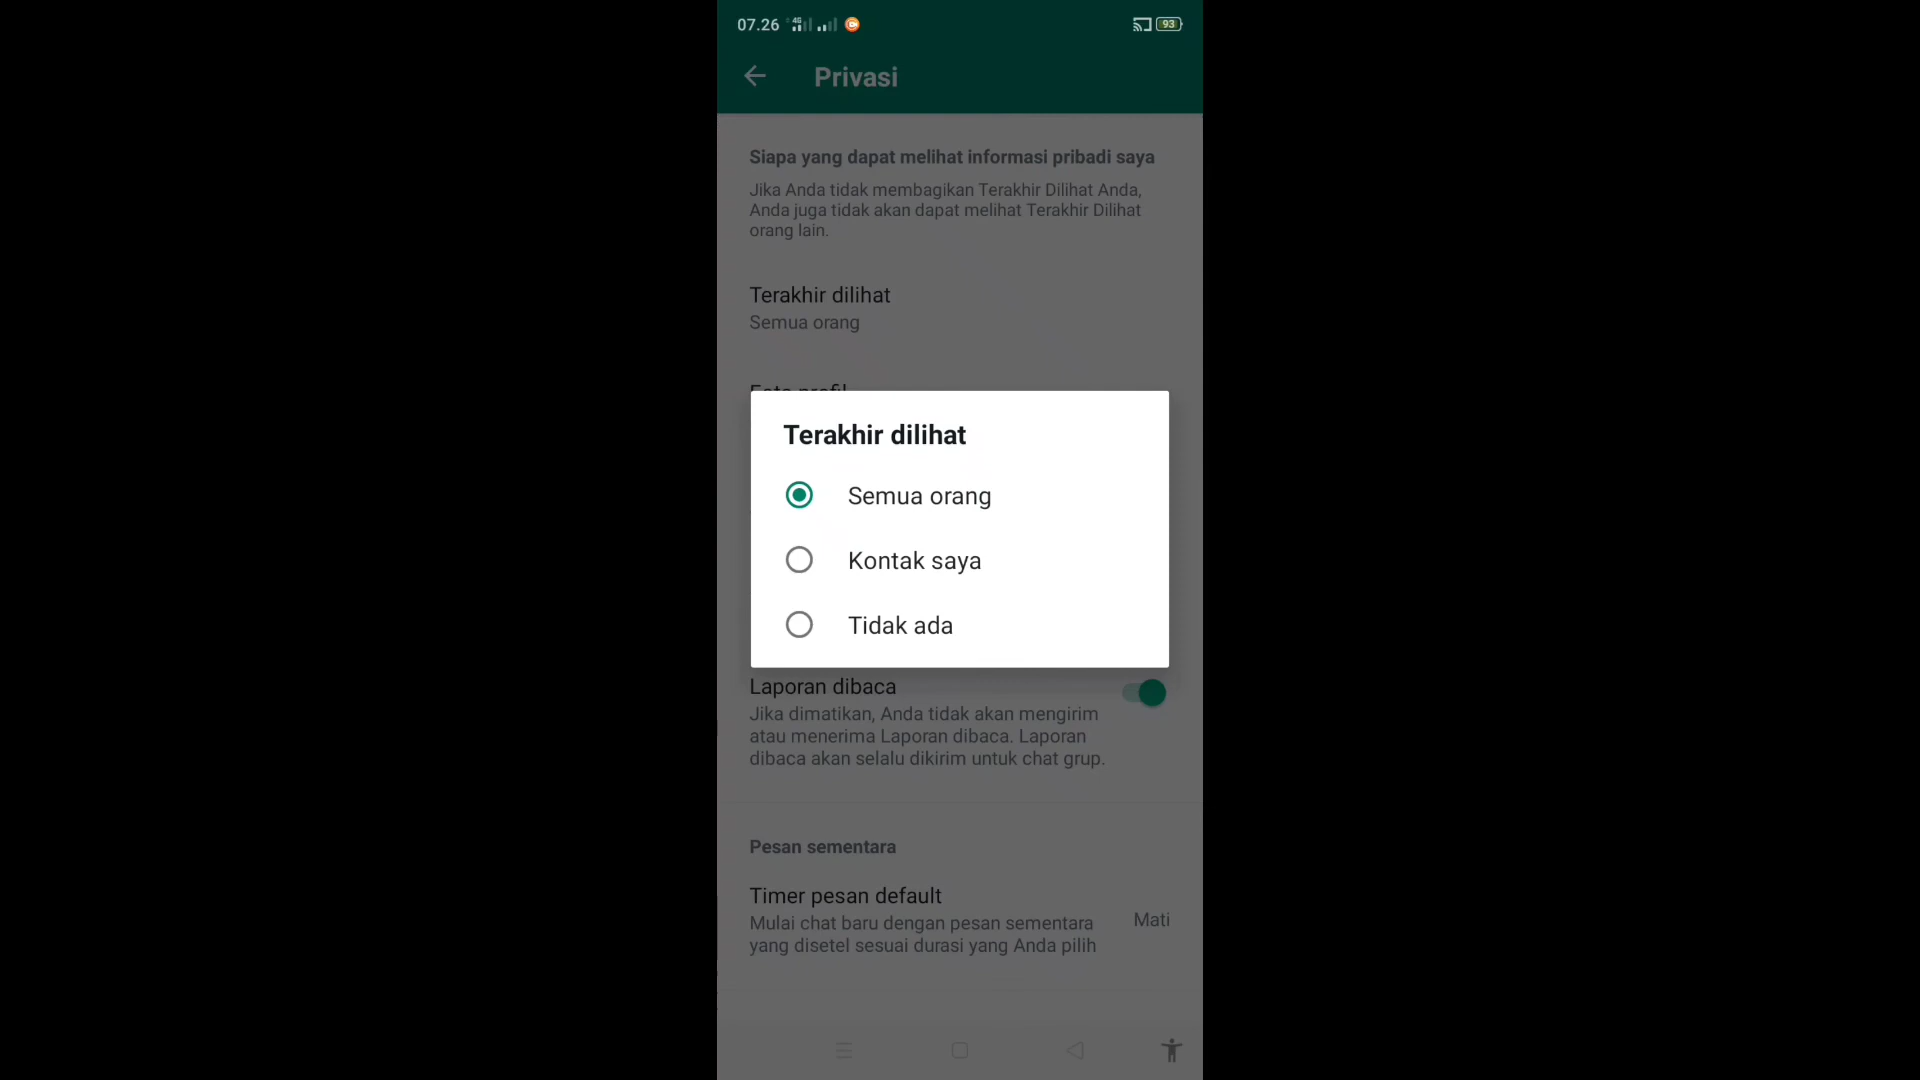 07.26 4G 93
Privasi
Siapa yang dapat melihat informasi pribadi saya
Jika Anda tidak membagikan Terakhir Dilihat Anda,
Anda juga tidak akan dapat melihat Terakhir Dilihat
orang lain.
Terakhir dilihat
Semua orang
Foto profil
Terakhir dilihat
Semua orang
Kontak saya
Tidak ada
Laporan dibaca
Jika dimatikan, Anda tidak akan mengirim
atau menerima Laporan dibaca. Laporan
dibaca akan selalu dikirim untuk chat grup.
Pesan sementara
Timer pesan default
Mulai chat baru dengan pesan sementara
yang disetel sesuai durasi yang Anda pilih
Mati